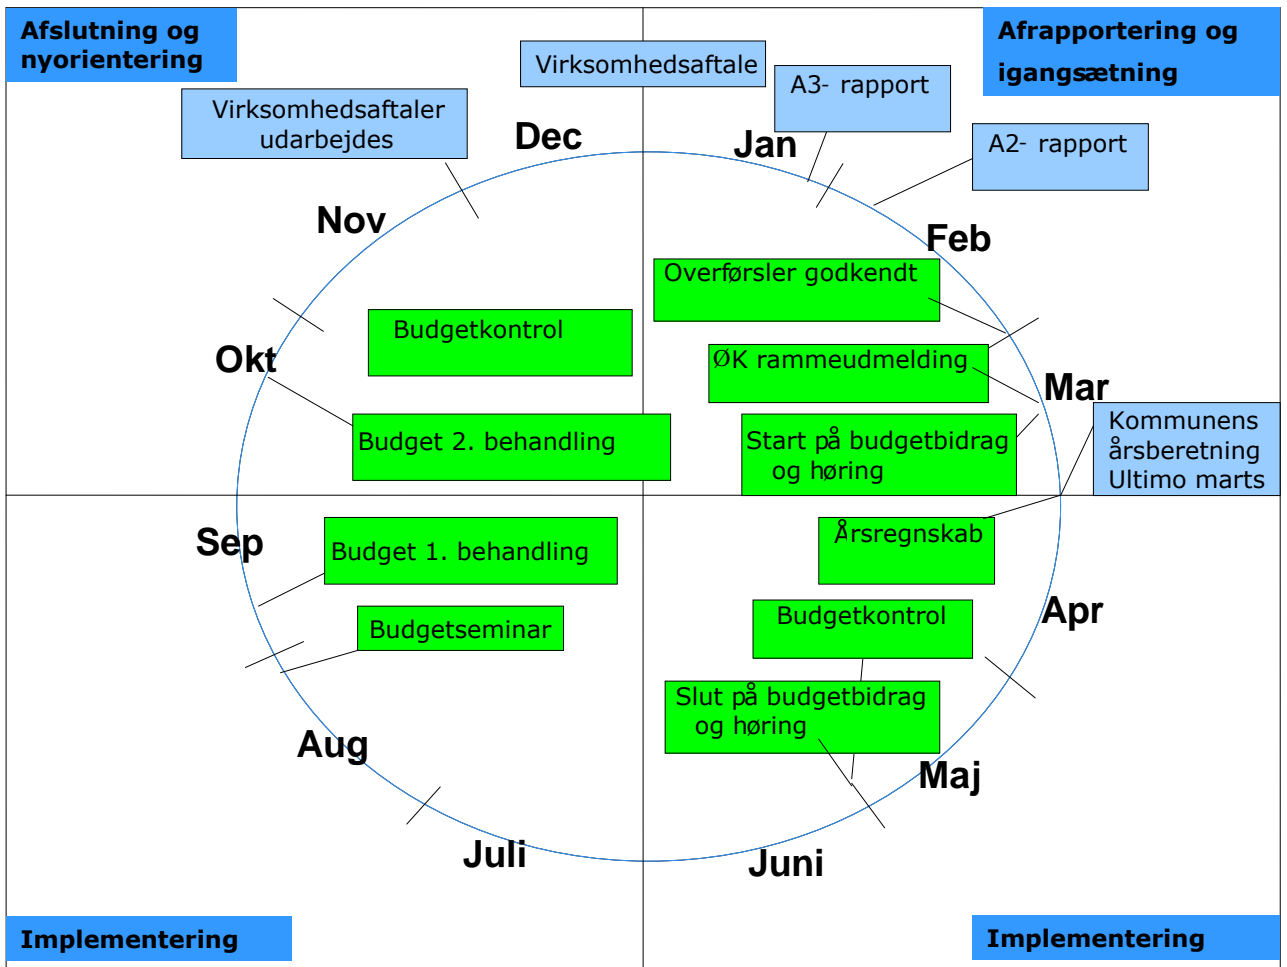 Afslutning og
nyorientering
Afrapportering og
igangsætning
Virksomhedsaftale
A3- rapport
Virksomhedsaftaler
udarbejdes
Dec
Jan
A2- rapport
Nov
Feb
Overførsler godkendt
Budgetkontrol
Okt
ØK rammeudmelding
Mar
Budget 2. behandling
Start på budgetbidrag
og høring
Kommunens
årsberetning
Ultimo marts
Sep
Budget 1. behandling
Årsregnskab
Budgetseminar
Budgetkontrol
Apr
Slut på budgetbidrag
og høring
Aug
Maj
Juli
Juni
Implementering
Implementering